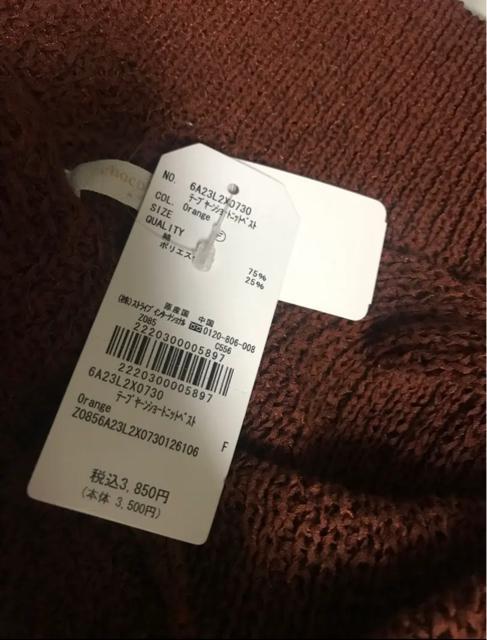 NO. 6A23L2X0730
テープヤーンショートニットベスト
COL. Orange
SIZE F
QUALITY
綿 75%
ポリエス 25%
原産国 中国
(株)ストライプインターナショナル 0120-806-008
Z085 C556
2220300005897
2220300005897
6A23L2X0730
テープヤーンショートニットベスト
Orange F
Z0856A23L2X0730126106
税込3,850円
(本体 3,500円)